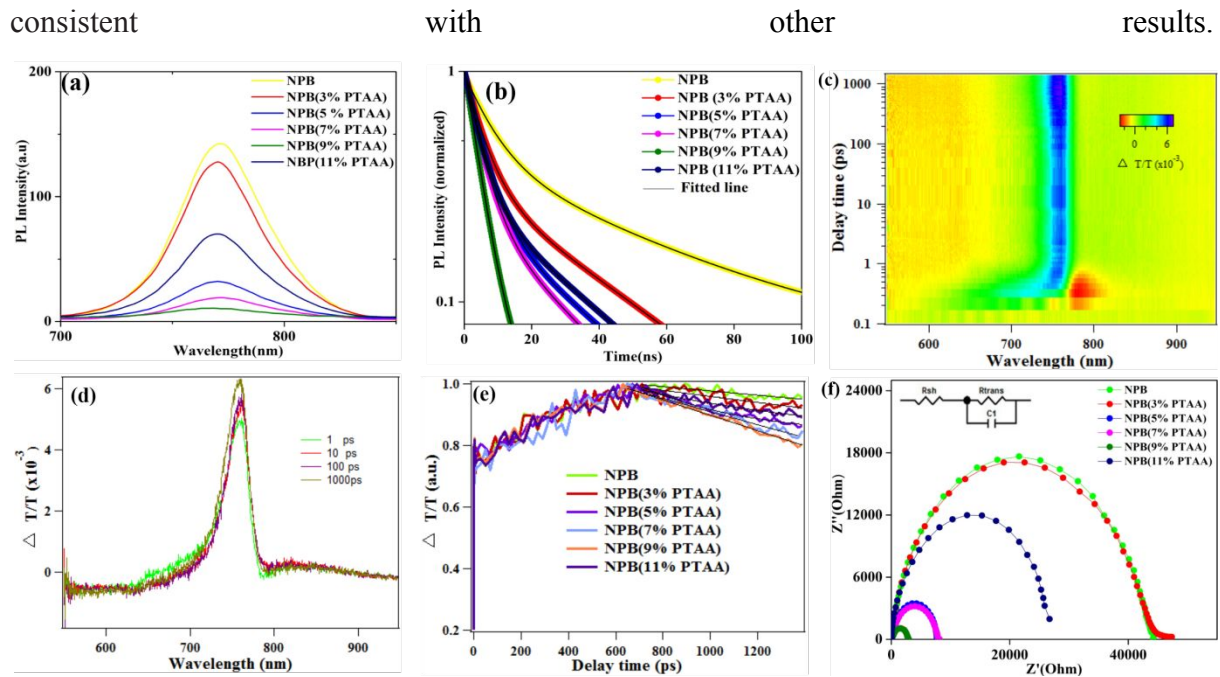 consistent with other results.
(a)
200
100
0
PL Intensity(a.u)
700
800
Wavelength(nm)
NPB
NPB(3% PTAA)
NPB(5 % PTAA)
NPB(7% PTAA)
NPB(9% PTAA)
NBP(11% PTAA)
(b)
1
0.1
PL Intensity (normalized)
0 20 40 60 80 100
Time(ns)
NPB
NPB (3% PTAA)
NPB(5% PTAA)
NPB(7% PTAA)
NPB(9% PTAA)
NPB (11% PTAA)
Fitted line
(c)
1000
100
10
1
0.1
Delay time (ps)
600 700 800 900
Wavelength (nm)
0 6
△ T/T (x10⁻³)
(d)
6
4
2
0
△ T/T (x10⁻³)
600 700 800 900
Wavelength (nm)
1 ps
10 ps
100 ps
1000ps
(e)
1.0
0.8
0.6
0.4
0.2
△ T/T (a.u.)
0 200 400 600 800 1000 1200
Delay time (ps)
NPB
NPB(3% PTAA)
NPB(5% PTAA)
NPB(7% PTAA)
NPB(9% PTAA)
NPB(11% PTAA)
(f)
24000
18000
12000
6000
0
Z''(Ohm)
0 20000 40000
Z'(Ohm)
Rsh Rtrans
C1
NPB
NPB(3% PTAA)
NPB(5% PTAA)
NPB(7% PTAA)
NPB(9% PTAA)
NPB(11% PTAA)